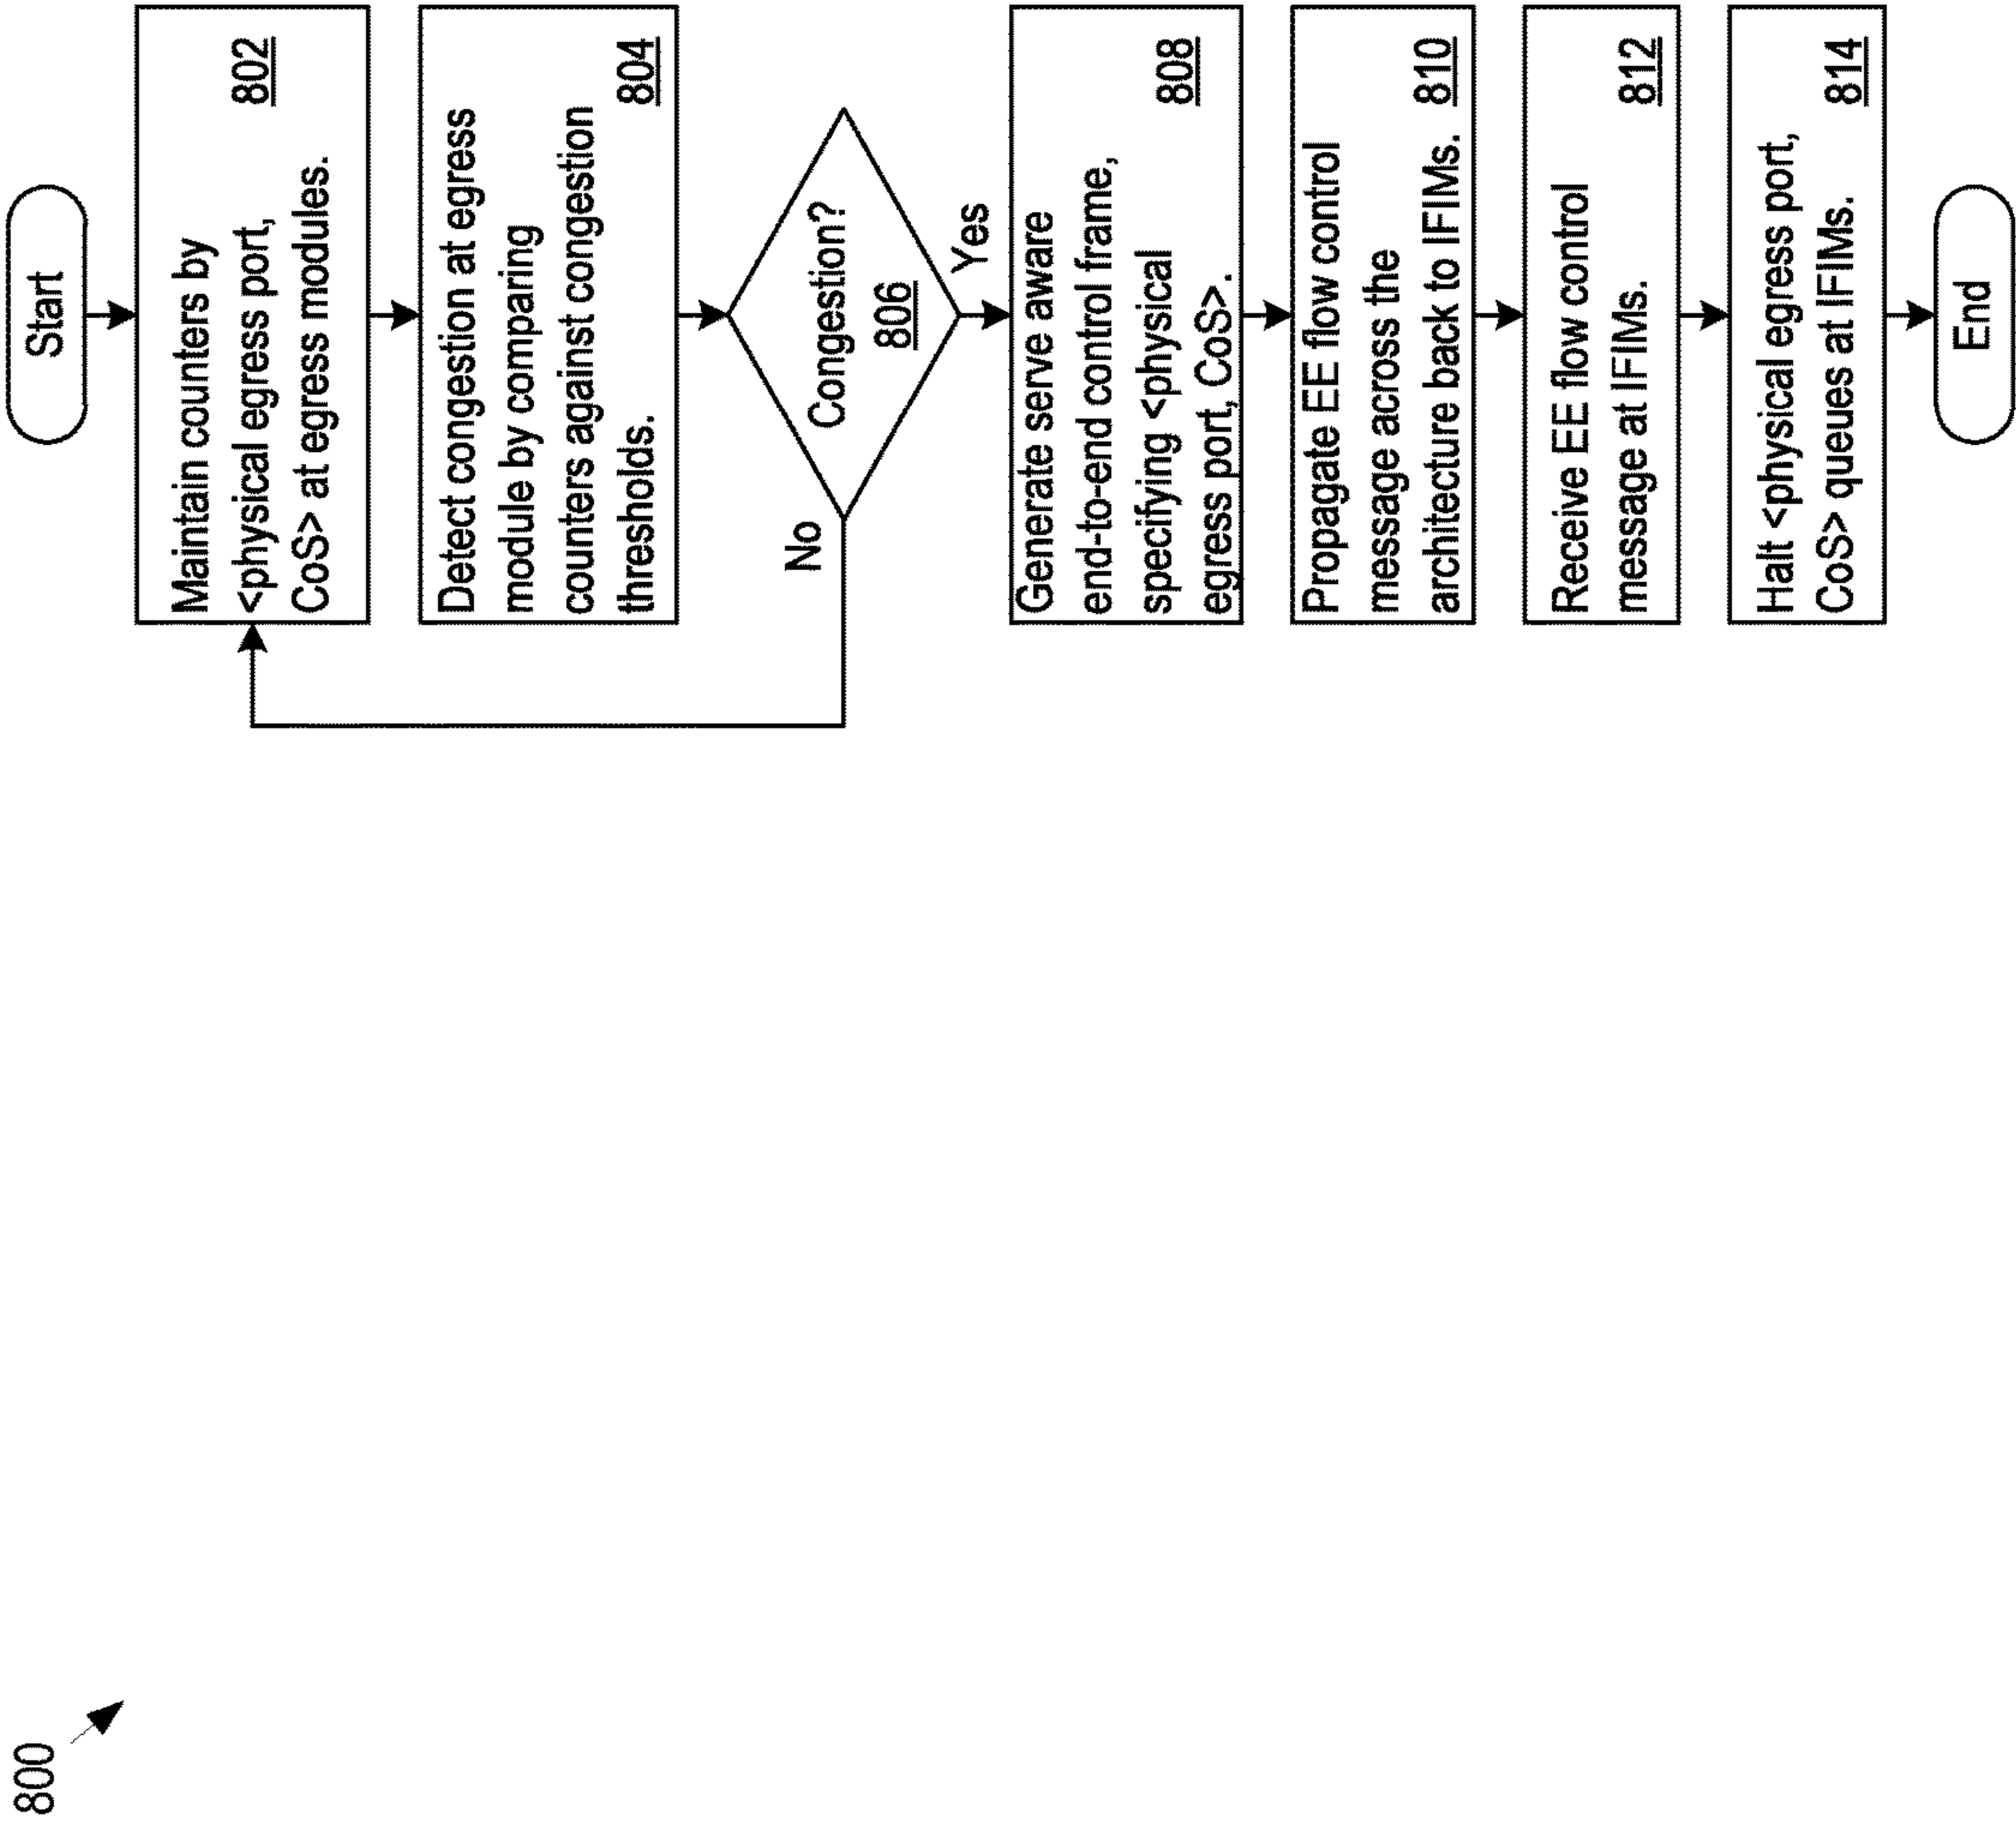 800
Start
Maintain counters by
<physical egress port,
CoS> at egress modules.
802
Detect congestion at egress
module by comparing
counters against congestion
thresholds.
804
Congestion?
806
No
Yes
Generate serve aware
end-to-end control frame,
specifying <physical
egress port, CoS>.
808
Propagate EE flow control
message across the
architecture back to IFIMs.
810
Receive EE flow control
message at IFIMs.
812
Halt <physical egress port,
CoS> queues at IFIMs.
814
End